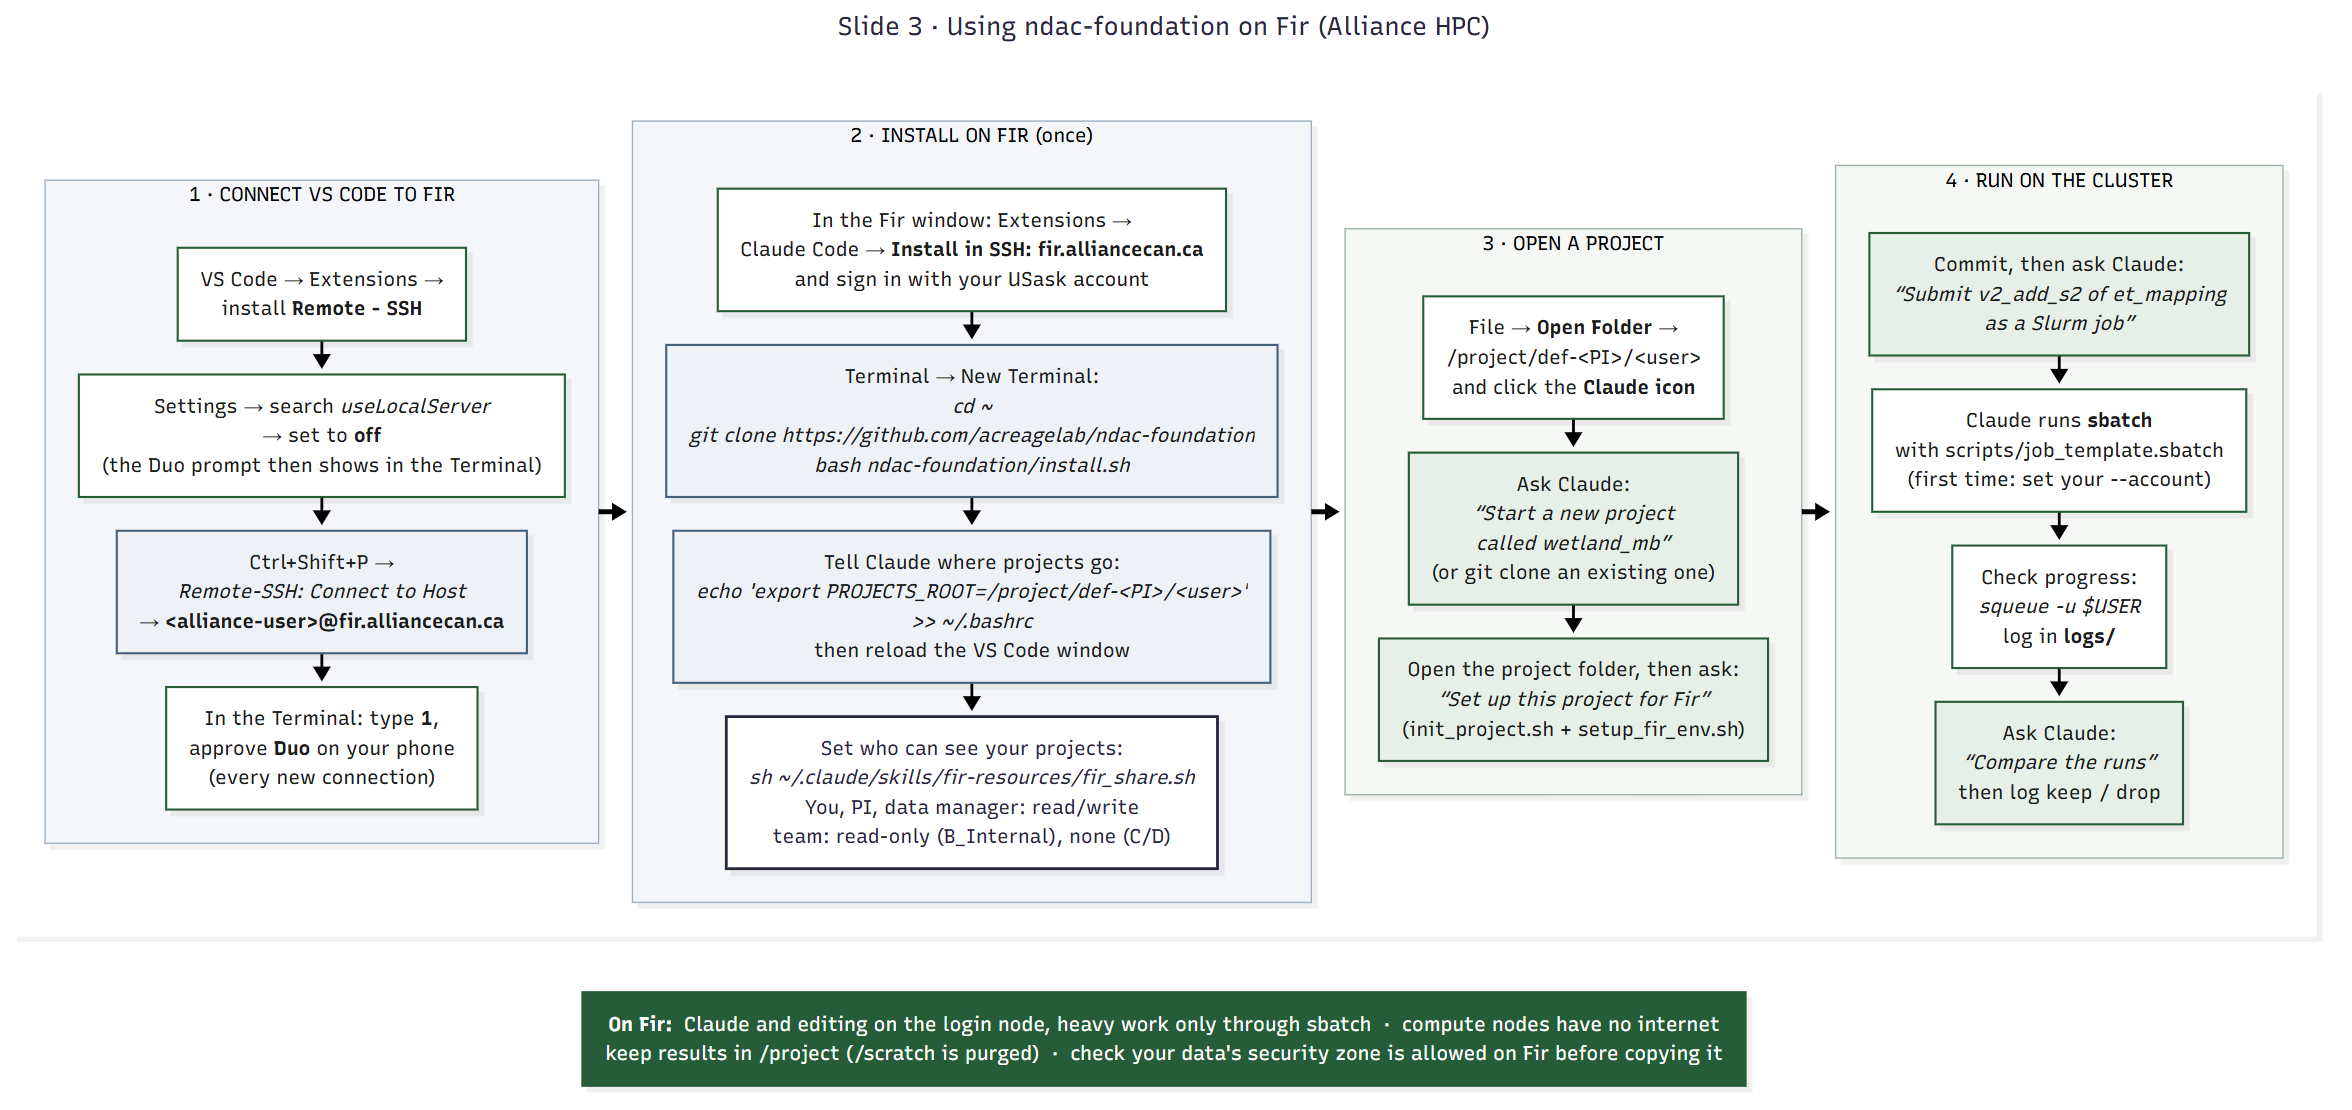 Slide 3 · Using ndac-foundation on Fir (Alliance HPC)
1 · CONNECT VS CODE TO FIR
VS Code → Extensions →
install Remote - SSH
Settings → search useLocalServer
→ set to off
(the Duo prompt then shows in the Terminal)
Ctrl+Shift+P →
Remote-SSH: Connect to Host
→ <alliance-user>@fir.alliancecan.ca
In the Terminal: type 1,
approve Duo on your phone
(every new connection)
2 · INSTALL ON FIR (once)
In the Fir window: Extensions →
Claude Code → Install in SSH: fir.alliancecan.ca
and sign in with your USask account
Terminal → New Terminal:
cd ~
git clone https://github.com/acreagelab/ndac-foundation
bash ndac-foundation/install.sh
Tell Claude where projects go:
echo 'export PROJECTS_ROOT=/project/def-<PI>/<user>'
>> ~/.bashrc
then reload the VS Code window
Set who can see your projects:
sh ~/.claude/skills/fir-resources/fir_share.sh
You, PI, data manager: read/write
team: read-only (B_Internal), none (C/D)
3 · OPEN A PROJECT
File → Open Folder →
/project/def-<PI>/<user>
and click the Claude icon
Ask Claude:
“Start a new project
called wetland_mb”
(or git clone an existing one)
Open the project folder, then ask:
“Set up this project for Fir”
(init_project.sh + setup_fir_env.sh)
4 · RUN ON THE CLUSTER
Commit, then ask Claude:
“Submit v2_add_s2 of et_mapping
as a Slurm job”
Claude runs sbatch
with scripts/job_template.sbatch
(first time: set your --account)
Check progress:
squeue -u $USER
log in logs/
Ask Claude:
“Compare the runs”
then log keep / drop
On Fir: Claude and editing on the login node, heavy work only through sbatch · compute nodes have no internet
keep results in /project (/scratch is purged) · check your data's security zone is allowed on Fir before copying it